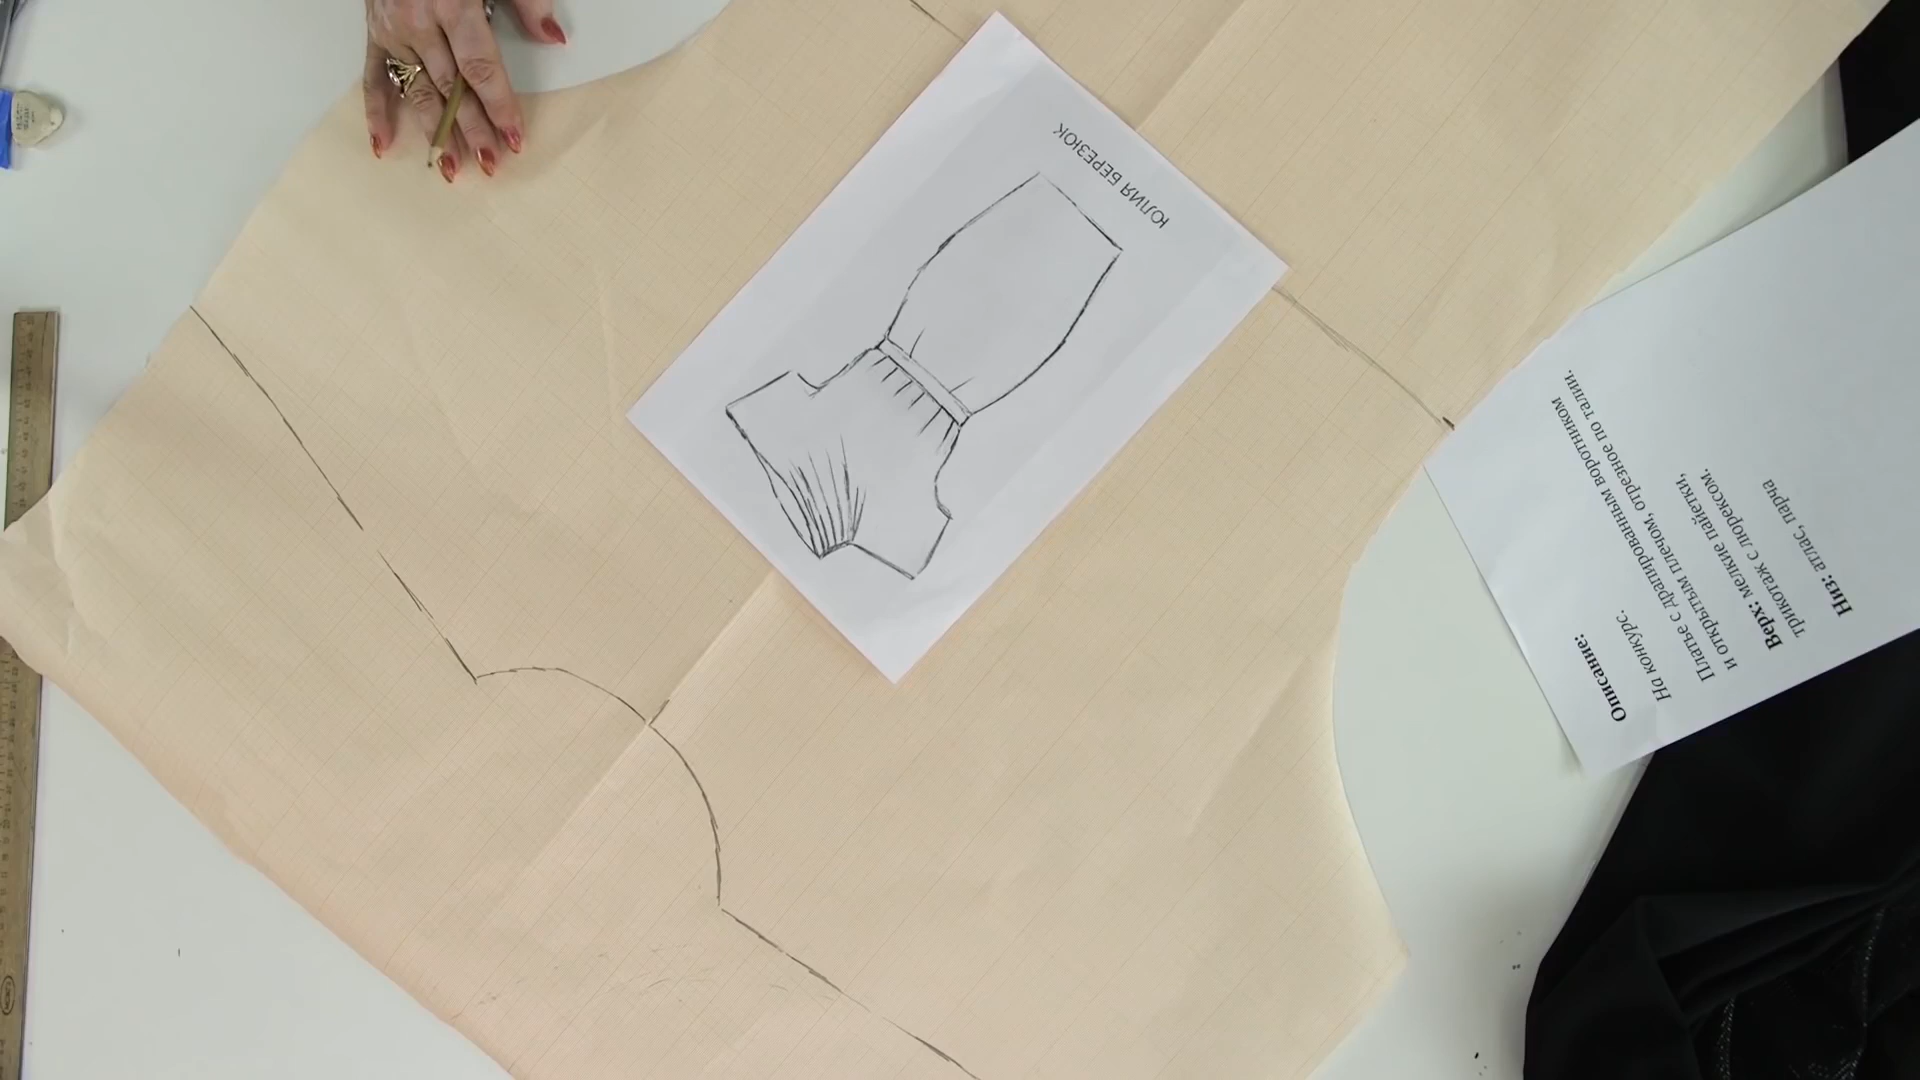 ЮЛИЯ БЕРЕЗЮК
Описание:
На конкурс.
Платье с драпированным воротником
и открытым плечом, отрезное по талии.
Верх: мелкие пайетки,
трикотаж с люрексом.
Низ: атлас, парча